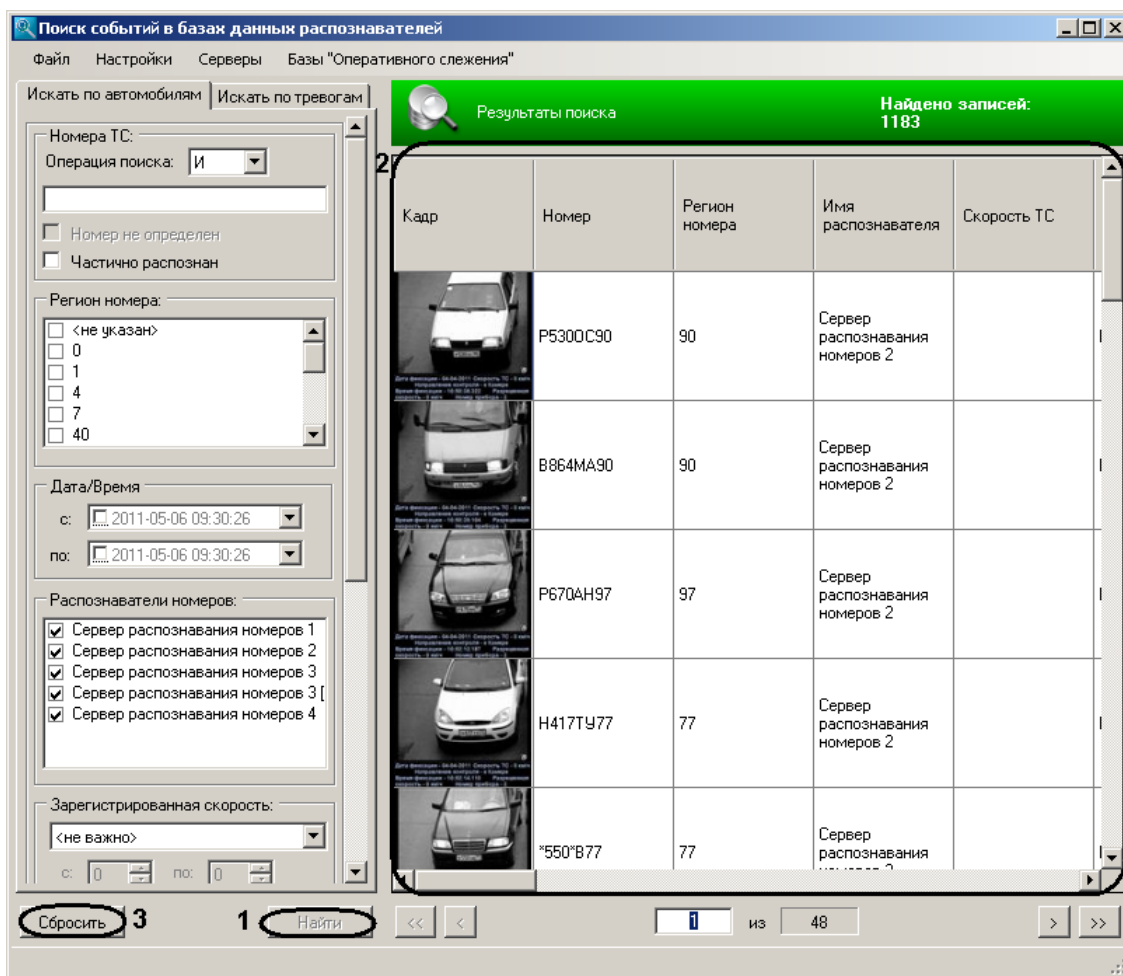 Поиск событий в базах данных распознавателей
Файл Настройки Серверы Базы "Оперативного слежения"
Искать по автомобилям Искать по тревогам
Номера ТС:
Операция поиска: И
Номер не определен
Частично распознан
Регион номера:
<не указан>
0
1
4
7
40
Дата/Время
с: 2011-05-06 09:30:26
по: 2011-05-06 09:30:26
Распознаватели номеров:
Сервер распознавания номеров 1
Сервер распознавания номеров 2
Сервер распознавания номеров 3
Сервер распознавания номеров 3 [
Сервер распознавания номеров 4
Зарегистрированная скорость:
<не важно>
с: 0 по: 0
Сбросить 3 1 Найти
Результаты поиска
Найдено записей:
1183
2
Кадр Номер Регион номера Имя распознавателя Скорость ТС
P530OC90 90 Сервер распознавания номеров 2
B864MA90 90 Сервер распознавания номеров 2
P670AH97 97 Сервер распознавания номеров 2
H417TУ77 77 Сервер распознавания номеров 2
*550*B77 77 Сервер распознавания
<< < 1 из 48 > >>